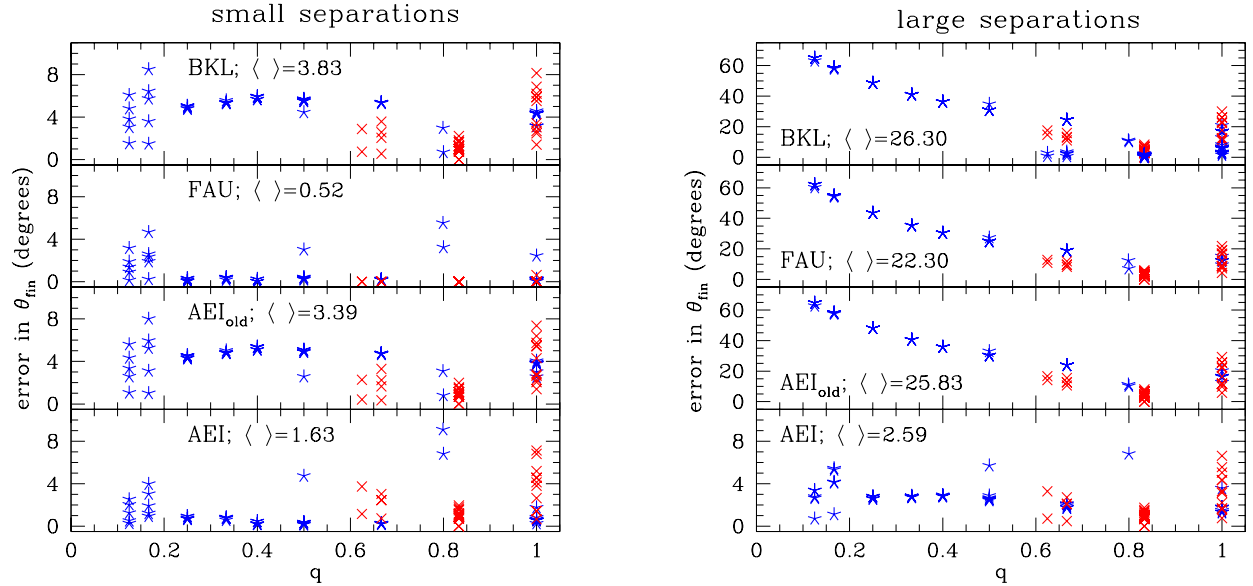 small separations
error in θfin (degrees)
8
4
0
BKL; ⟨ ⟩=3.83
8
4
0
FAU; ⟨ ⟩=0.52
8
4
0
AEIold; ⟨ ⟩=3.39
8
4
0
AEI; ⟨ ⟩=1.63
0 0.2 0.4 0.6 0.8 1
q
large separations
error in θfin (degrees)
60
40
20
0
BKL; ⟨ ⟩=26.30
60
40
20
0
FAU; ⟨ ⟩=22.30
60
40
20
0
AEIold; ⟨ ⟩=25.83
8
4
0
AEI; ⟨ ⟩=2.59
0 0.2 0.4 0.6 0.8 1
q